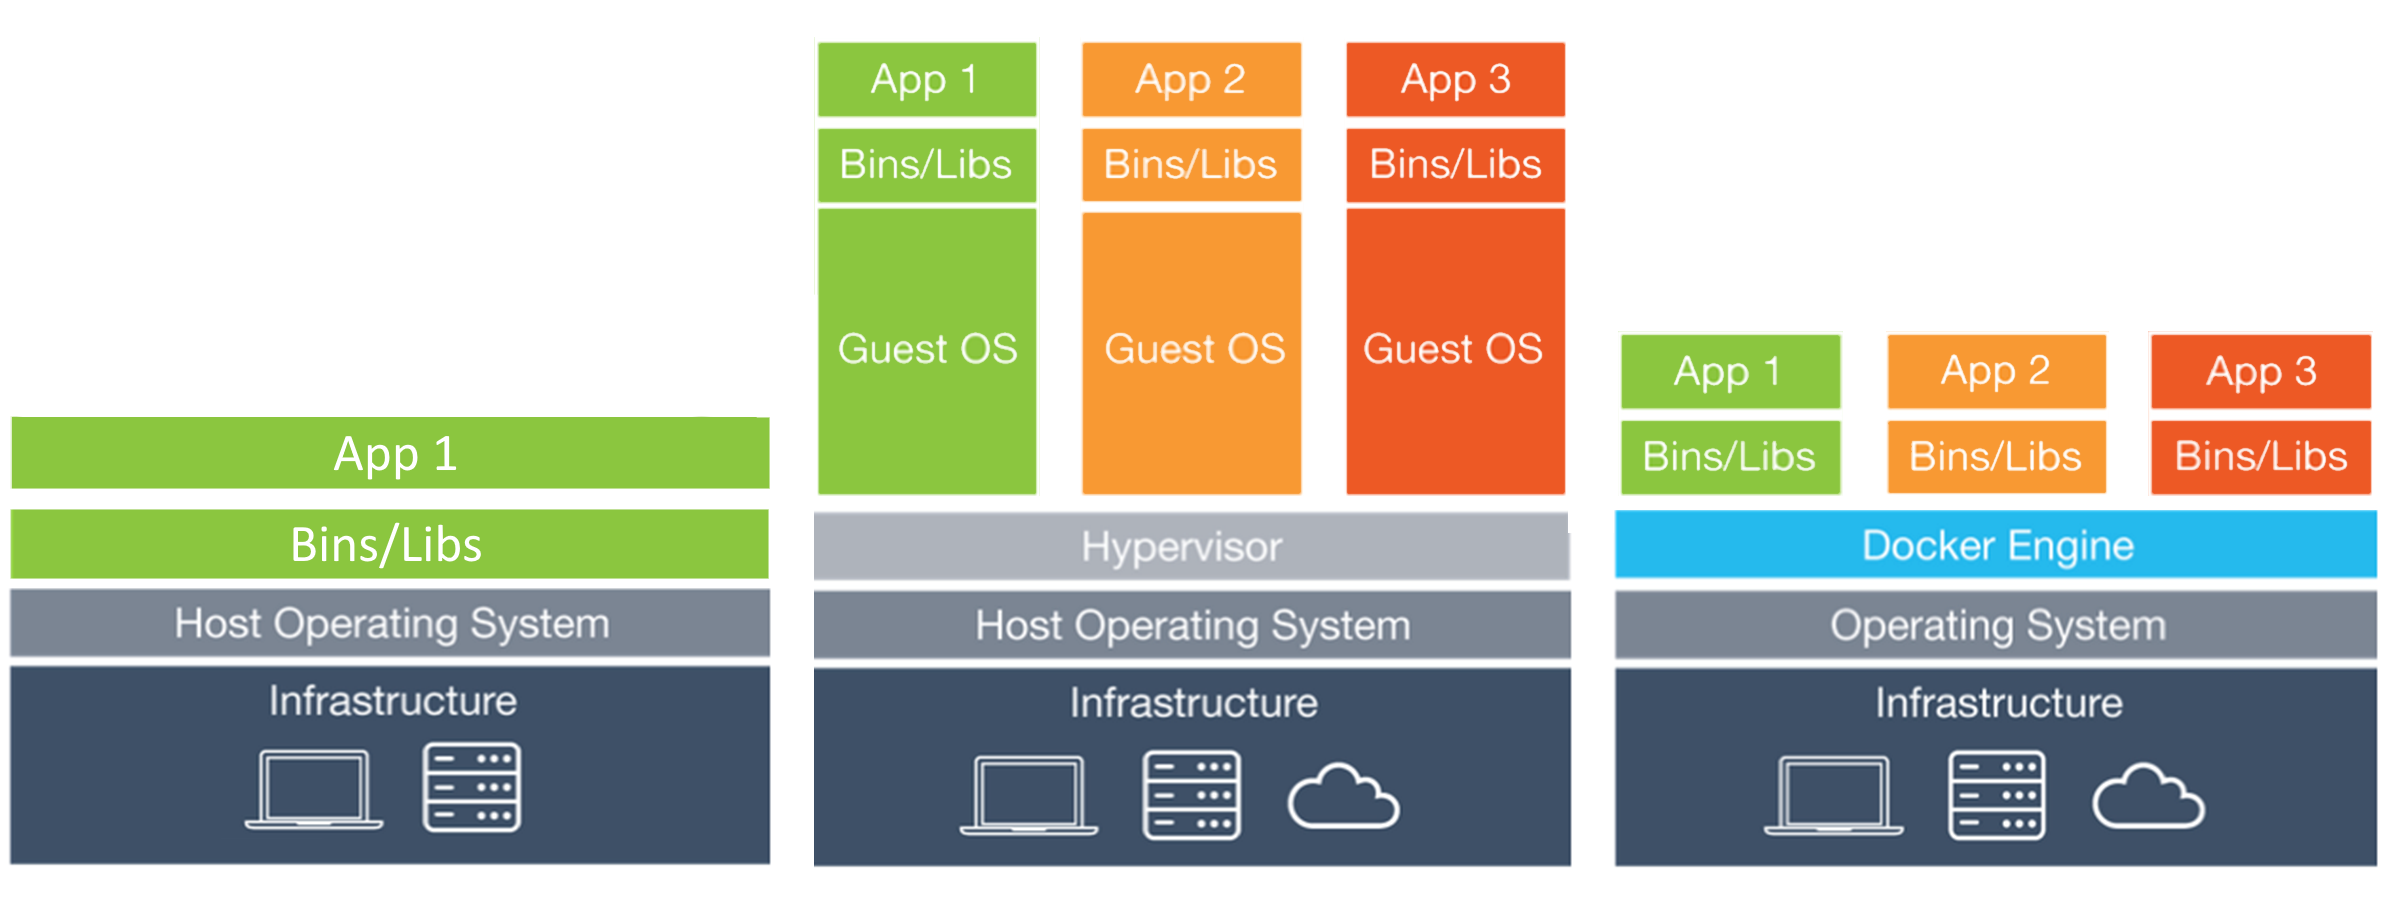 App 1
Bins/Libs
Host Operating System
Infrastructure
App 1
App 2
App 3
Bins/Libs
Bins/Libs
Bins/Libs
Guest OS
Guest OS
Guest OS
Hypervisor
Host Operating System
Infrastructure
App 1
App 2
App 3
Bins/Libs
Bins/Libs
Bins/Libs
Docker Engine
Operating System
Infrastructure